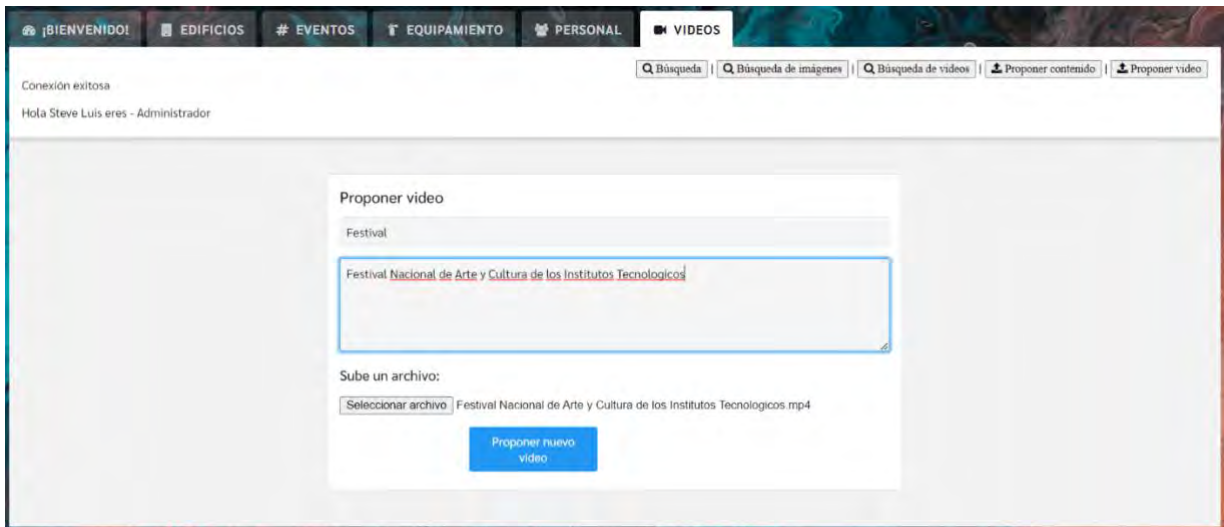 ¡BIENVENIDO! EDIFICIOS # EVENTOS EQUIPAMIENTO PERSONAL VIDEOS
Búsqueda | Búsqueda de imágenes | Búsqueda de videos | Proponer contenido | Proponer video
Conexión exitosa
Hola Steve Luis eres - Administrador
Proponer video
Festival
Festival Nacional de Arte y Cultura de los Institutos Tecnologicos
Sube un archivo:
Seleccionar archivo Festival Nacional de Arte y Cultura de los Institutos Tecnologicos.mp4
Proponer nuevo
video